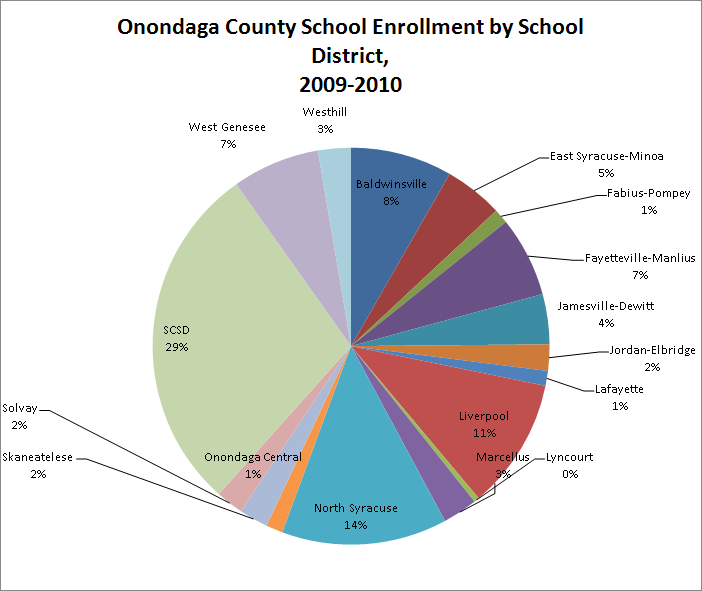 Onondaga County School Enrollment by School
District,
2009-2010
Westhill
3%
West Genesee
7%
Baldwinsville
8%
East Syracuse-Minoa
5%
Fabius-Pompey
1%
Fayetteville-Manlius
7%
Jamesville-Dewitt
4%
Jordan-Elbridge
2%
Lafayette
1%
Liverpool
11%
Lyncourt
0%
Marcellus
3%
North Syracuse
14%
Onondaga Central
1%
Skaneatelese
2%
Solvay
2%
SCSD
29%